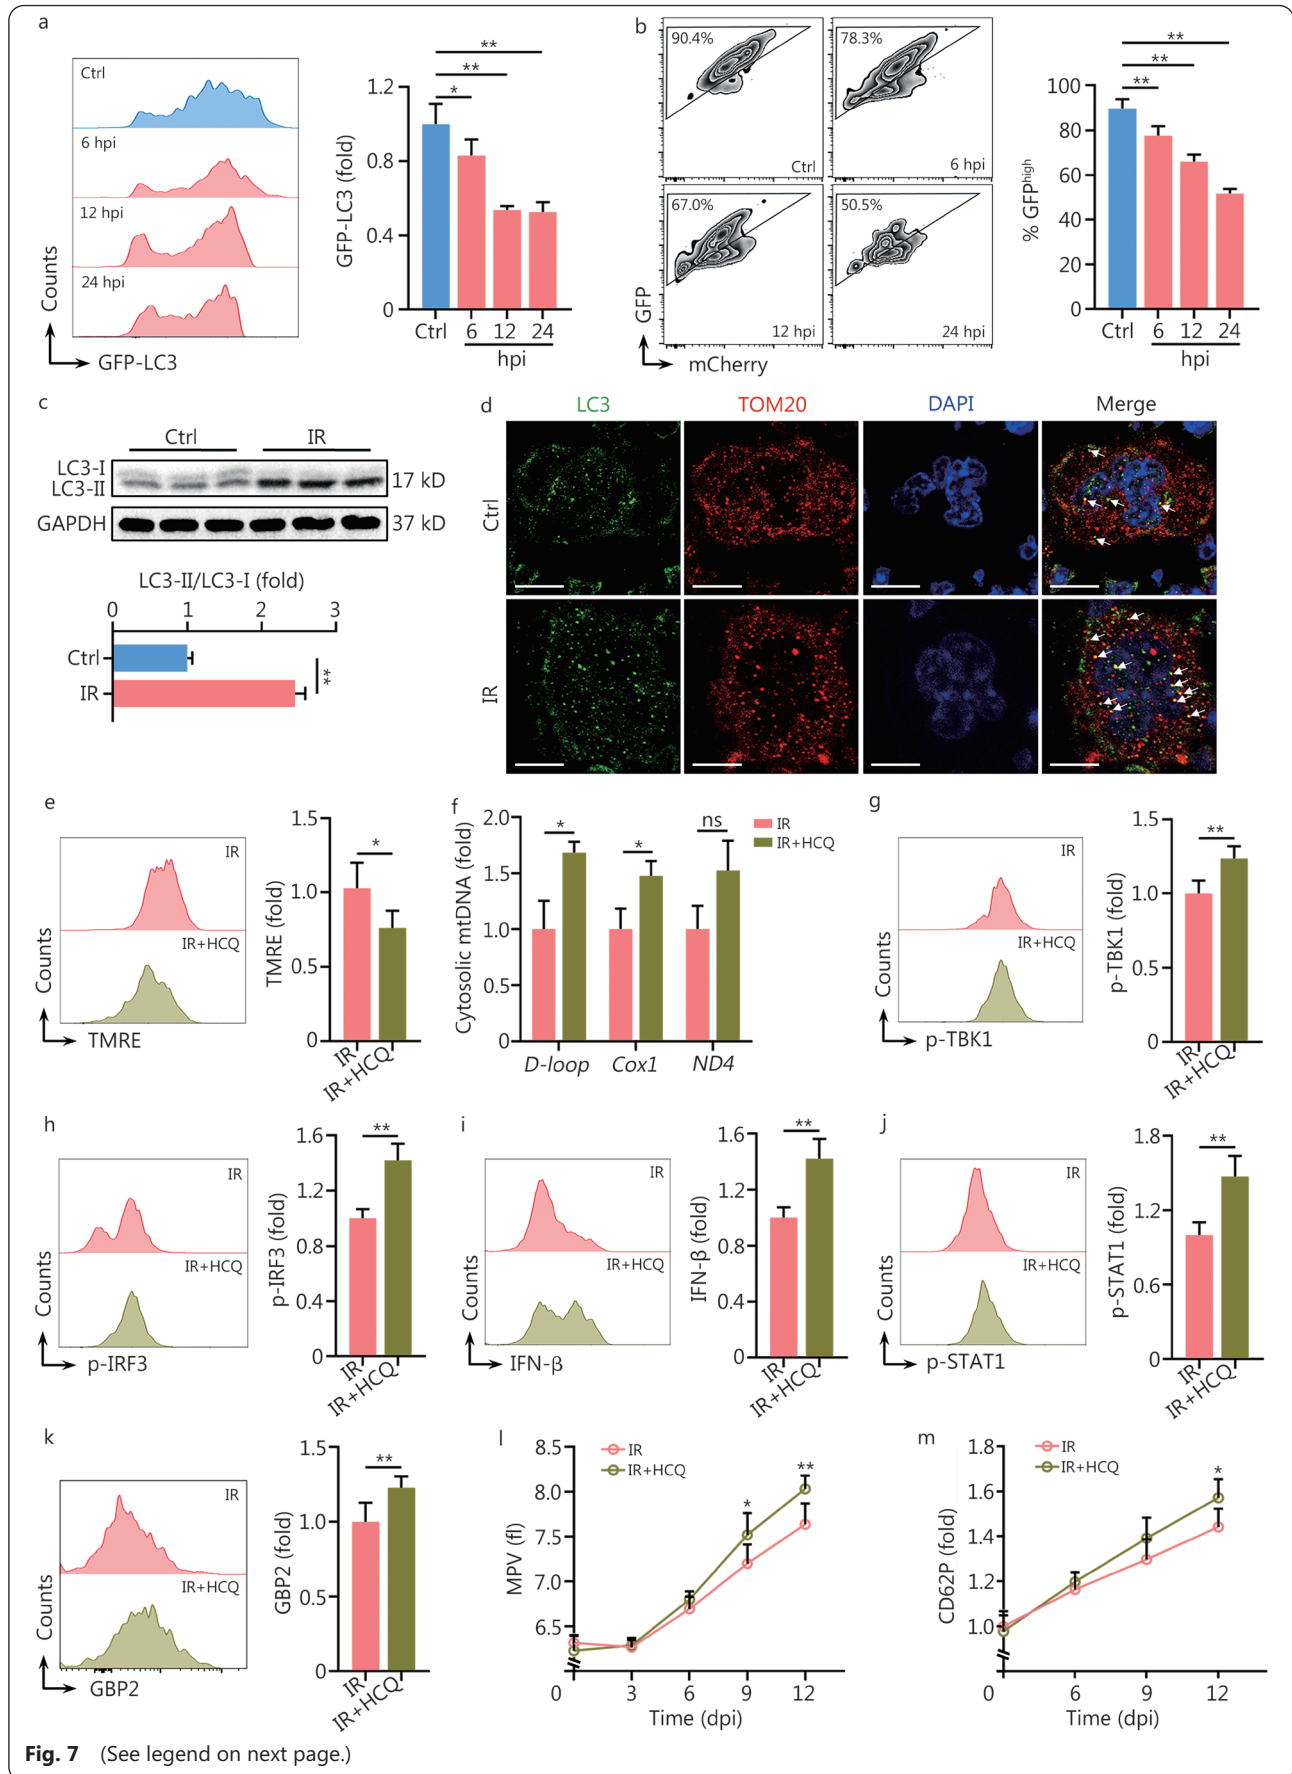 a
Ctrl
6 hpi
12 hpi
24 hpi
Counts
GFP-LC3
GFP-LC3 (fold)
1.2
0.8
0.4
0
**
**
*
Ctrl 6 12 24
hpi
b
90.4%
Ctrl
78.3%
6 hpi
67.0%
12 hpi
50.5%
24 hpi
GFP
mCherry
% GFPhigh
100
80
60
40
20
0
**
**
**
Ctrl 6 12 24
hpi
c
Ctrl IR
LC3-I
LC3-II
17 kD
GAPDH
37 kD
LC3-II/LC3-I (fold)
0 1 2 3
Ctrl
IR
**
d
LC3 TOM20 DAPI Merge
Ctrl
IR
e
IR
IR+HCQ
Counts
TMRE
TMRE (fold)
1.5
1.0
0.5
0
*
IR
IR+HCQ
f
Cytosolic mtDNA (fold)
2.0
1.5
1.0
0.5
0
*
*
ns
IR
IR+HCQ
D-loop Cox1 ND4
g
IR
IR+HCQ
Counts
p-TBK1
p-TBK1 (fold)
1.5
1.0
0.5
0
**
IR
IR+HCQ
h
IR
IR+HCQ
Counts
p-IRF3
p-IRF3 (fold)
1.6
1.2
0.8
0.4
0
**
IR
IR+HCQ
i
IR
IR+HCQ
Counts
IFN-β
IFN-β (fold)
1.6
1.2
0.8
0.4
0
**
IR
IR+HCQ
j
IR
IR+HCQ
Counts
p-STAT1
p-STAT1 (fold)
1.8
1.2
0.6
0
**
IR
IR+HCQ
k
IR
IR+HCQ
Counts
GBP2
GBP2 (fold)
1.5
1.0
0.5
0
**
IR
IR+HCQ
l
IR
IR+HCQ
MPV (fl)
8.5
8.0
7.5
7.0
6.5
*
**
0 3 6 9 12
Time (dpi)
m
IR
IR+HCQ
CD62P (fold)
1.8
1.6
1.4
1.2
1.0
*
0 6 9 12
Time (dpi)
Fig. 7 (See legend on next page.)